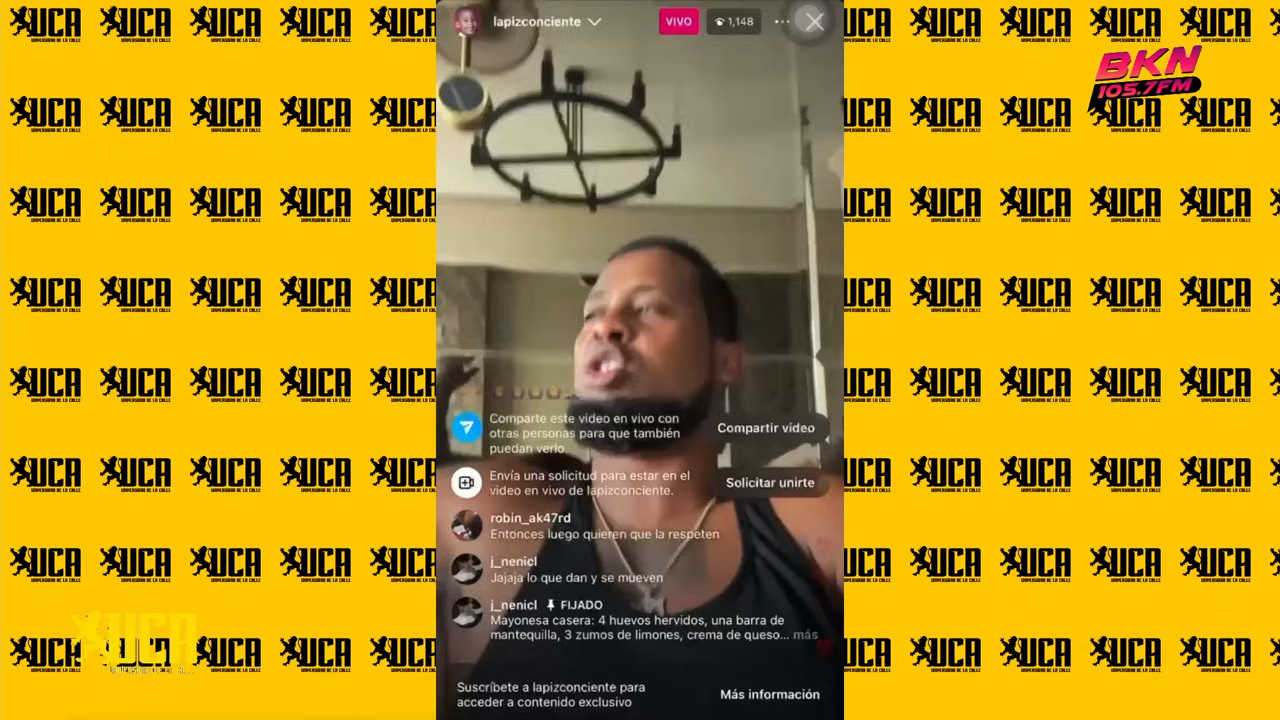 lapizconciente
VIVO
1,148
BKN
105.7FM
UCA
UNIVERSIDAD DE LA CALLE
Comparte este video en vivo con
otras personas para que también
puedan verlo.
Compartir video
Envía una solicitud para estar en el
video en vivo de lapizconciente.
Solicitar unirte
robin_ak47rd
Entonces luego quieren que la respeten
j_nenicl
Jajaja lo que dan y se mueven
j_nenicl FIJADO
Mayonesa casera: 4 huevos hervidos, una barra de
mantequilla, 3 zumos de limones, crema de queso... más
Suscríbete a lapizconciente para
acceder a contenido exclusivo
Más información